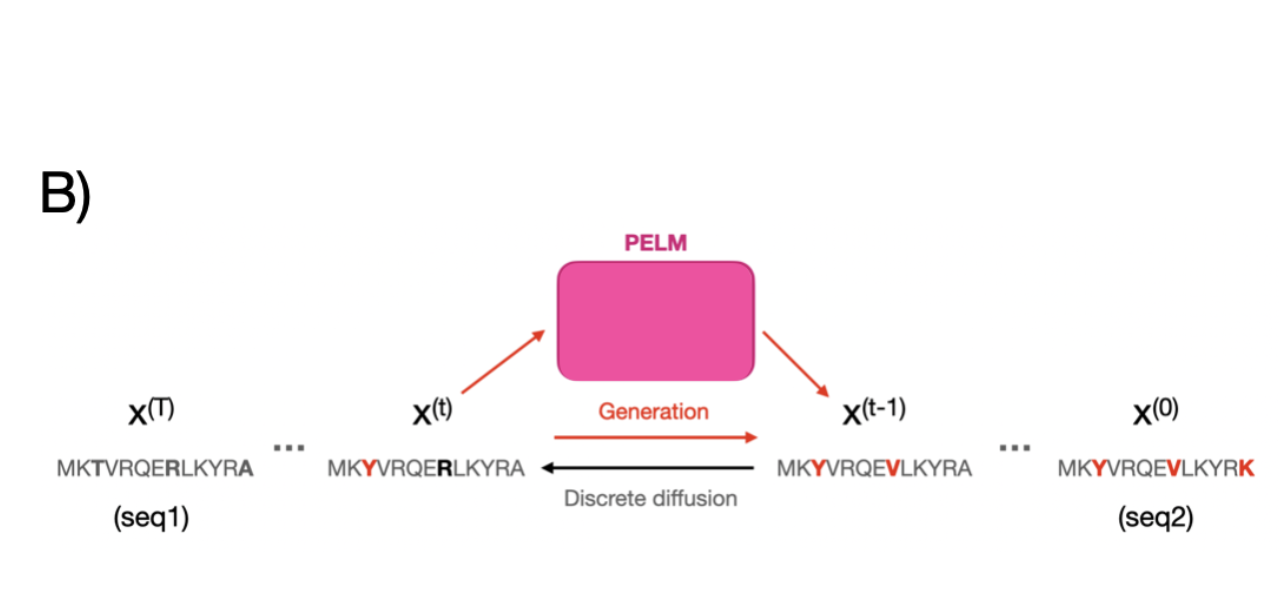 B)
PELM
x(T)
x(t)
Generation
x(t-1)
x(0)
MKTVRQERLKYRA
...
MKYVRQERLKYRA
MKYVRQEVLKYRA
...
MKYVRQEVLKYRK
Discrete diffusion
(seq1)
(seq2)